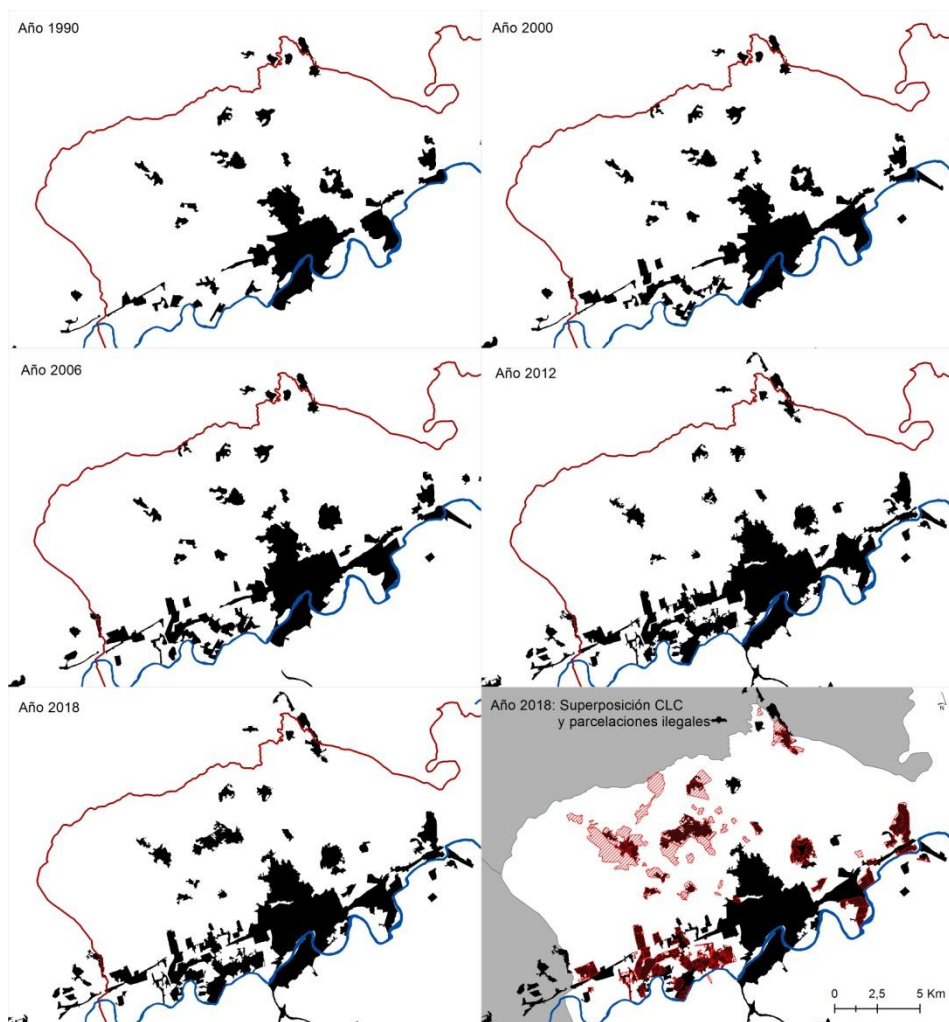 Año 1990
Año 2000
Año 2006
Año 2012
Año 2018
Año 2018: Superposición CLC
y parcelaciones ilegales
N
0 2,5 5 Km